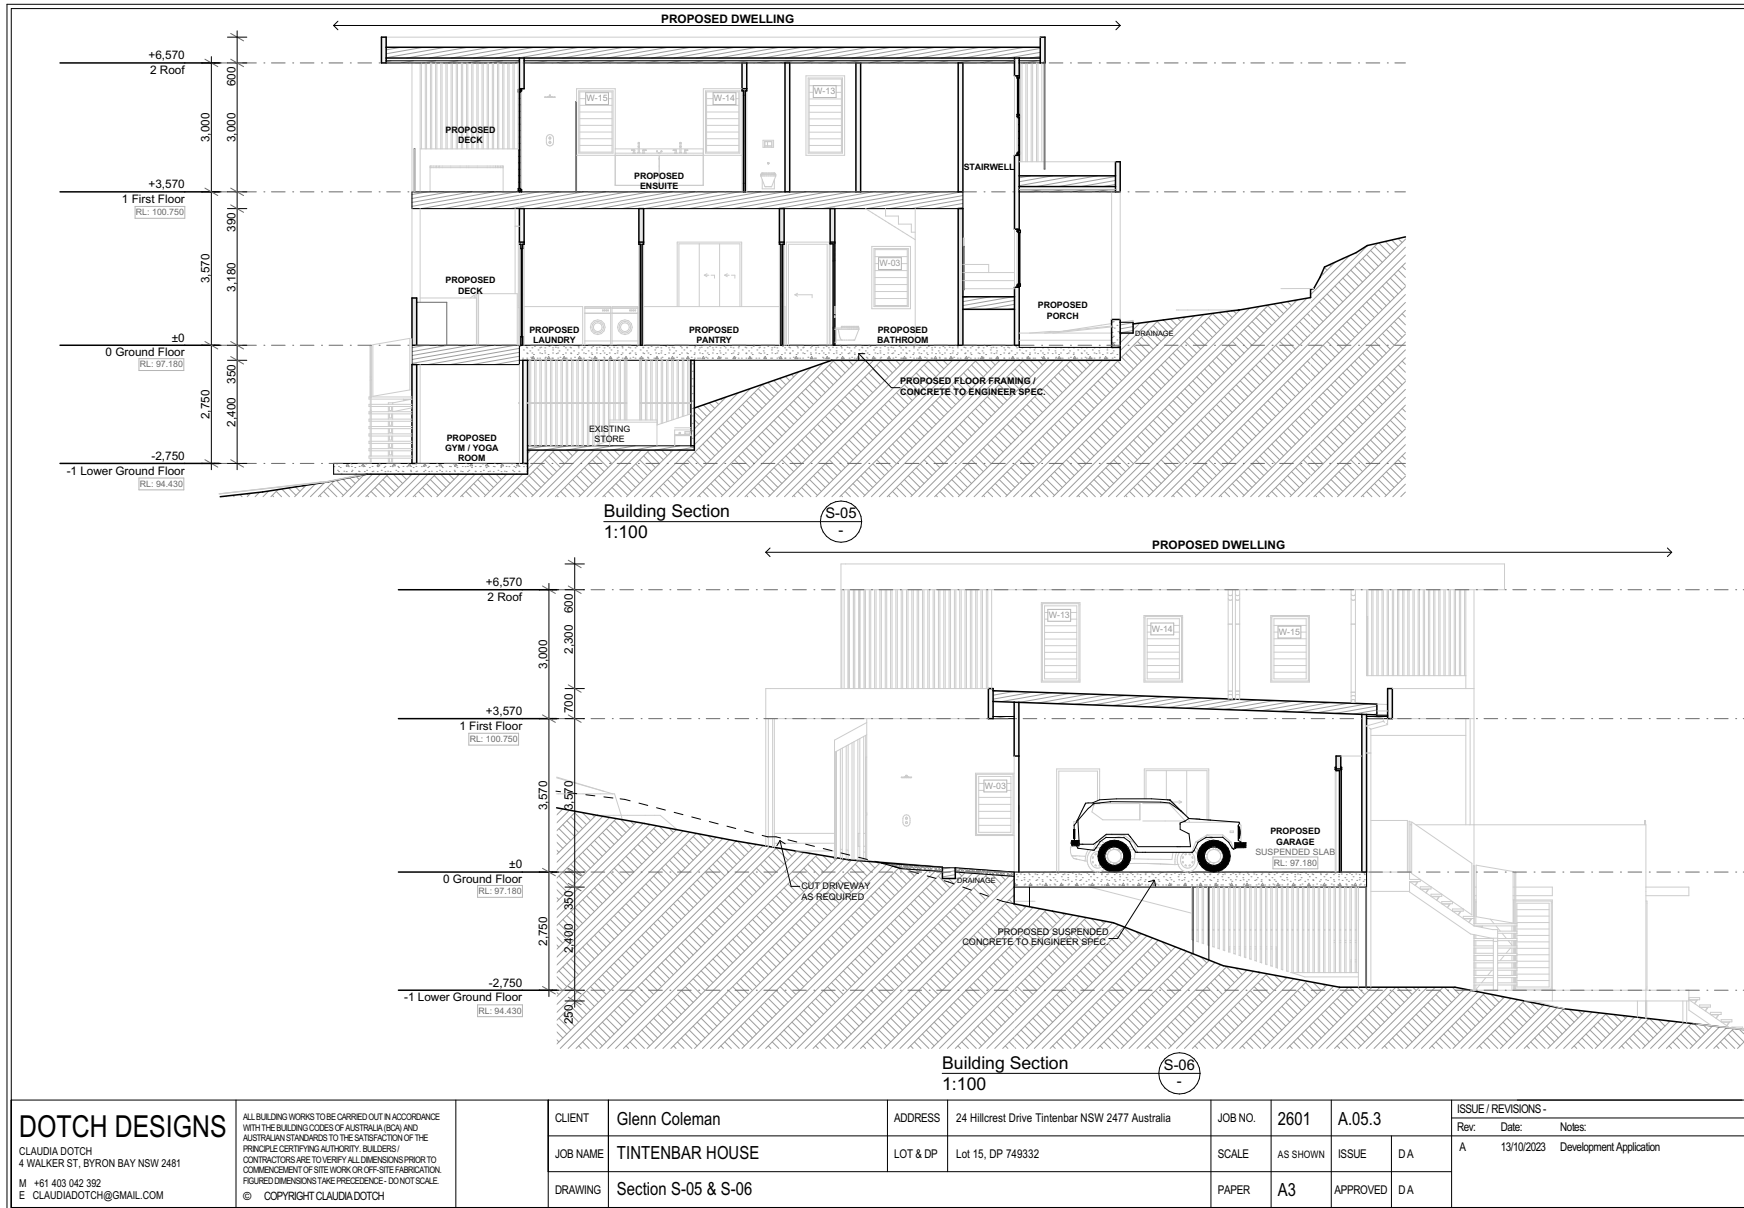 PROPOSED DWELLING
+6,570
2 Roof
600
3,000
3,000
W-15
W-14
W-13
PROPOSED
DECK
PROPOSED
ENSUITE
STAIRWELL
+3,570
1 First Floor
RL: 100.750
390
3,570
3,180
W-03
PROPOSED
DECK
PROPOSED
LAUNDRY
PROPOSED
PANTRY
PROPOSED
BATHROOM
PROPOSED
PORCH
DRAINAGE
±0
0 Ground Floor
RL: 97.180
350
2,750
2,400
PROPOSED FLOOR FRAMING /
CONCRETE TO ENGINEER SPEC.
EXISTING
STORE
PROPOSED
GYM / YOGA
ROOM
-2,750
-1 Lower Ground Floor
RL: 94.430
Building Section
1:100
S-05
-
PROPOSED DWELLING
+6,570
2 Roof
600
3,000
2,300
W-13
W-14
W-15
700
+3,570
1 First Floor
RL: 100.750
3,570
3,570
W-03
PROPOSED
GARAGE
SUSPENDED SLAB
RL: 97.180
±0
0 Ground Floor
RL: 97.180
CUT DRIVEWAY
AS REQUIRED
DRAINAGE
350
2,750
2,400
PROPOSED SUSPENDED
CONCRETE TO ENGINEER SPEC.
-2,750
-1 Lower Ground Floor
RL: 94.430
250
Building Section
1:100
S-06
-
DOTCH DESIGNS
CLAUDIA DOTCH
4 WALKER ST, BYRON BAY NSW 2481
M +61 403 042 392
E CLAUDIADOTCH@GMAIL.COM
ALL BUILDING WORKS TO BE CARRIED OUT IN ACCORDANCE
WITH THE BUILDING CODES OF AUSTRALIA (BCA) AND
AUSTRALIAN STANDARDS TO THE SATISFACTION OF THE
PRINCIPLE CERTIFYING AUTHORITY. BUILDERS /
CONTRACTORS ARE TO VERIFY ALL DIMENSIONS PRIOR TO
COMMENCEMENT OF SITE WORK OR OFF-SITE FABRICATION.
FIGURED DIMENSIONS TAKE PRECEDENCE - DO NOT SCALE.
© COPYRIGHT CLAUDIA DOTCH
CLIENT Glenn Coleman
ADDRESS 24 Hillcrest Drive Tintenbar NSW 2477 Australia
JOB NO. 2601 A.05.3
JOB NAME TINTENBAR HOUSE
LOT & DP Lot 15, DP 749332
SCALE AS SHOWN ISSUE DA
DRAWING Section S-05 & S-06
PAPER A3 APPROVED DA
ISSUE / REVISIONS -
Rev: Date: Notes:
A 13/10/2023 Development Application